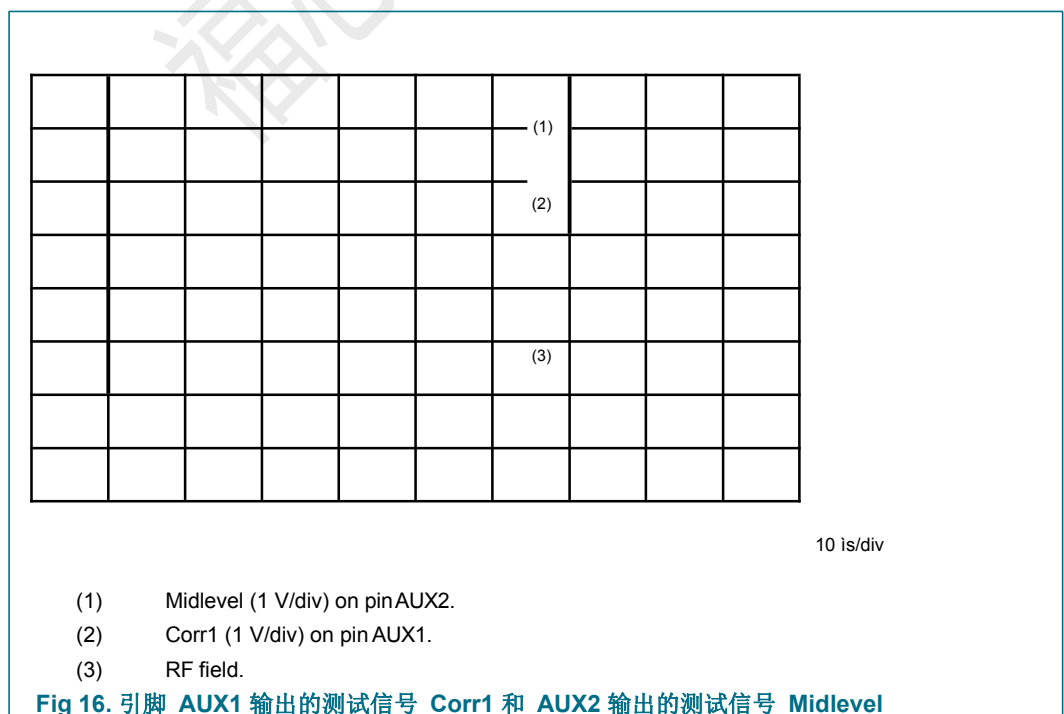 福
(1)
(2)
(3)
10 ìs/div
(1) Midlevel (1 V/div) on pinAUX2.
(2) Corr1 (1 V/div) on pin AUX1.
(3) RF field.
Fig 16. 引脚 AUX1 输出的测试信号 Corr1 和 AUX2 输出的测试信号 Midlevel